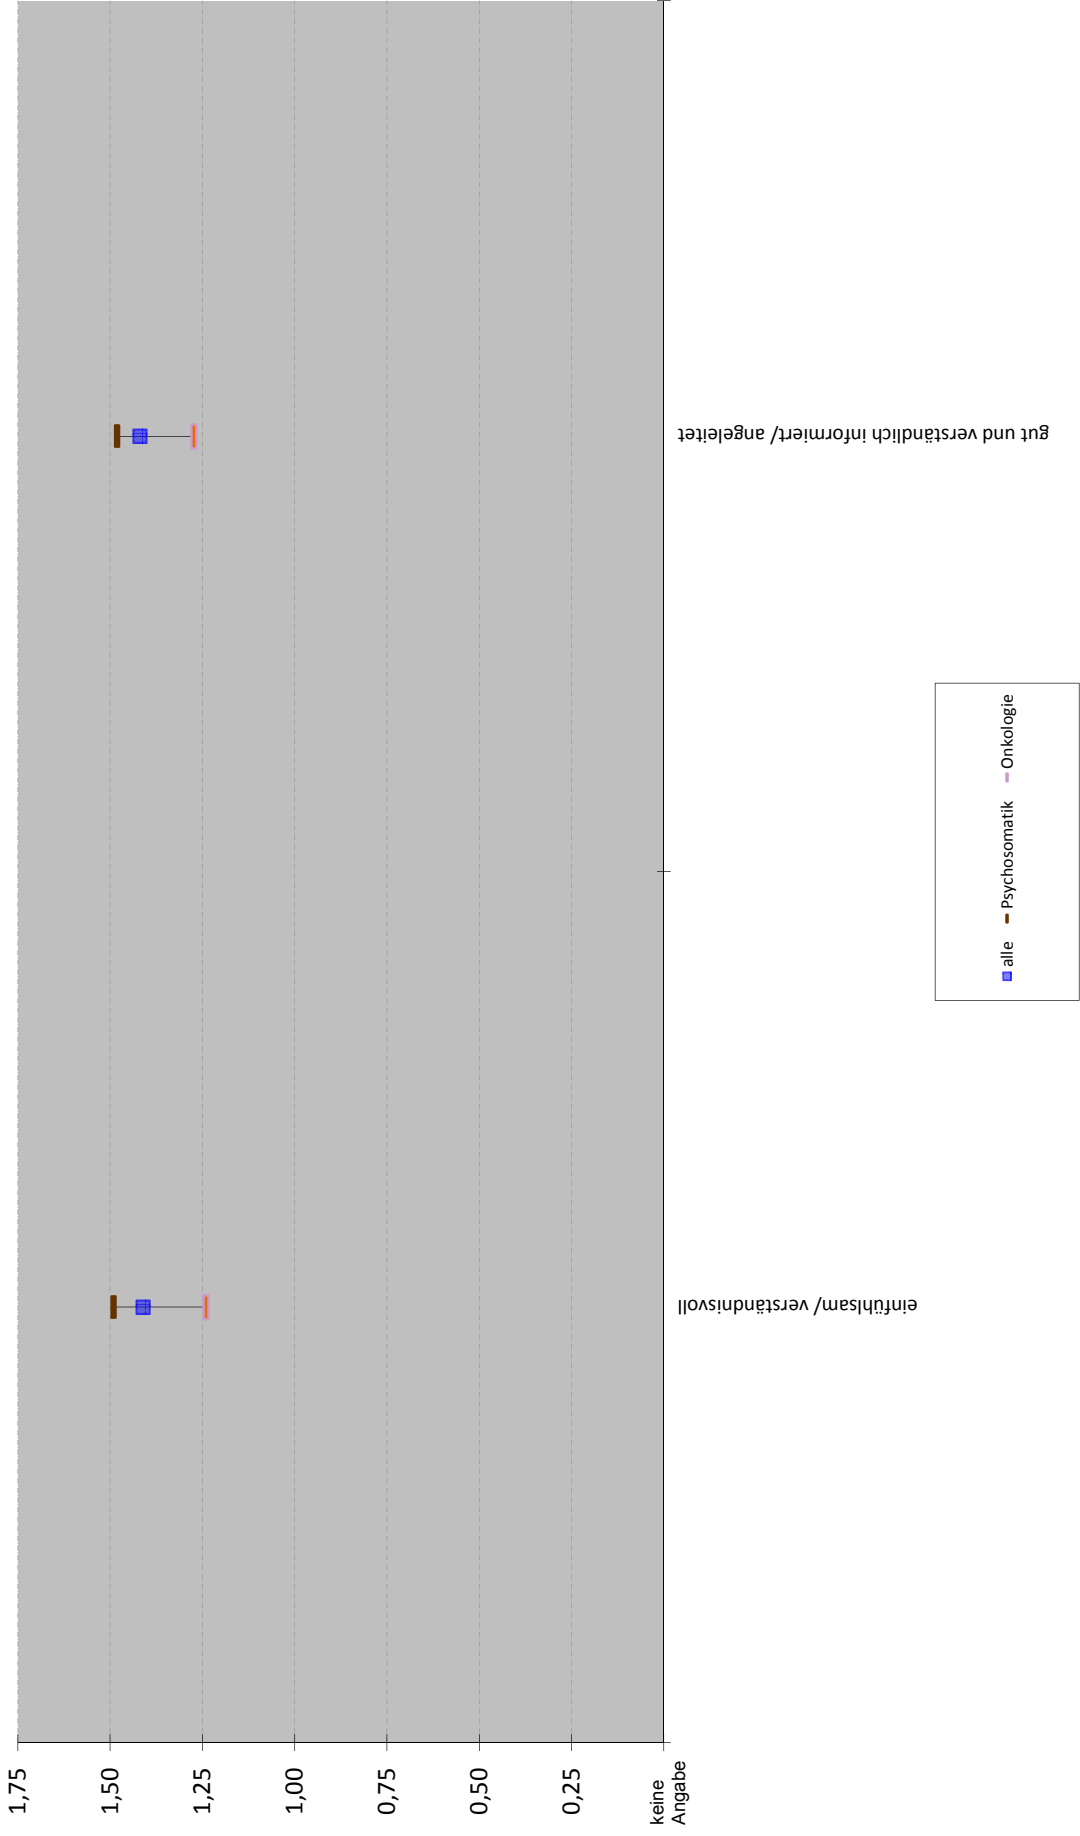 1,75
1,50
1,25
1,00
0,75
0,50
0,25
keine
Angabe
einfühlsam/ verständnisvoll
gut und verständlich informiert/ angeleitet
alle Psychosomatik Onkologie